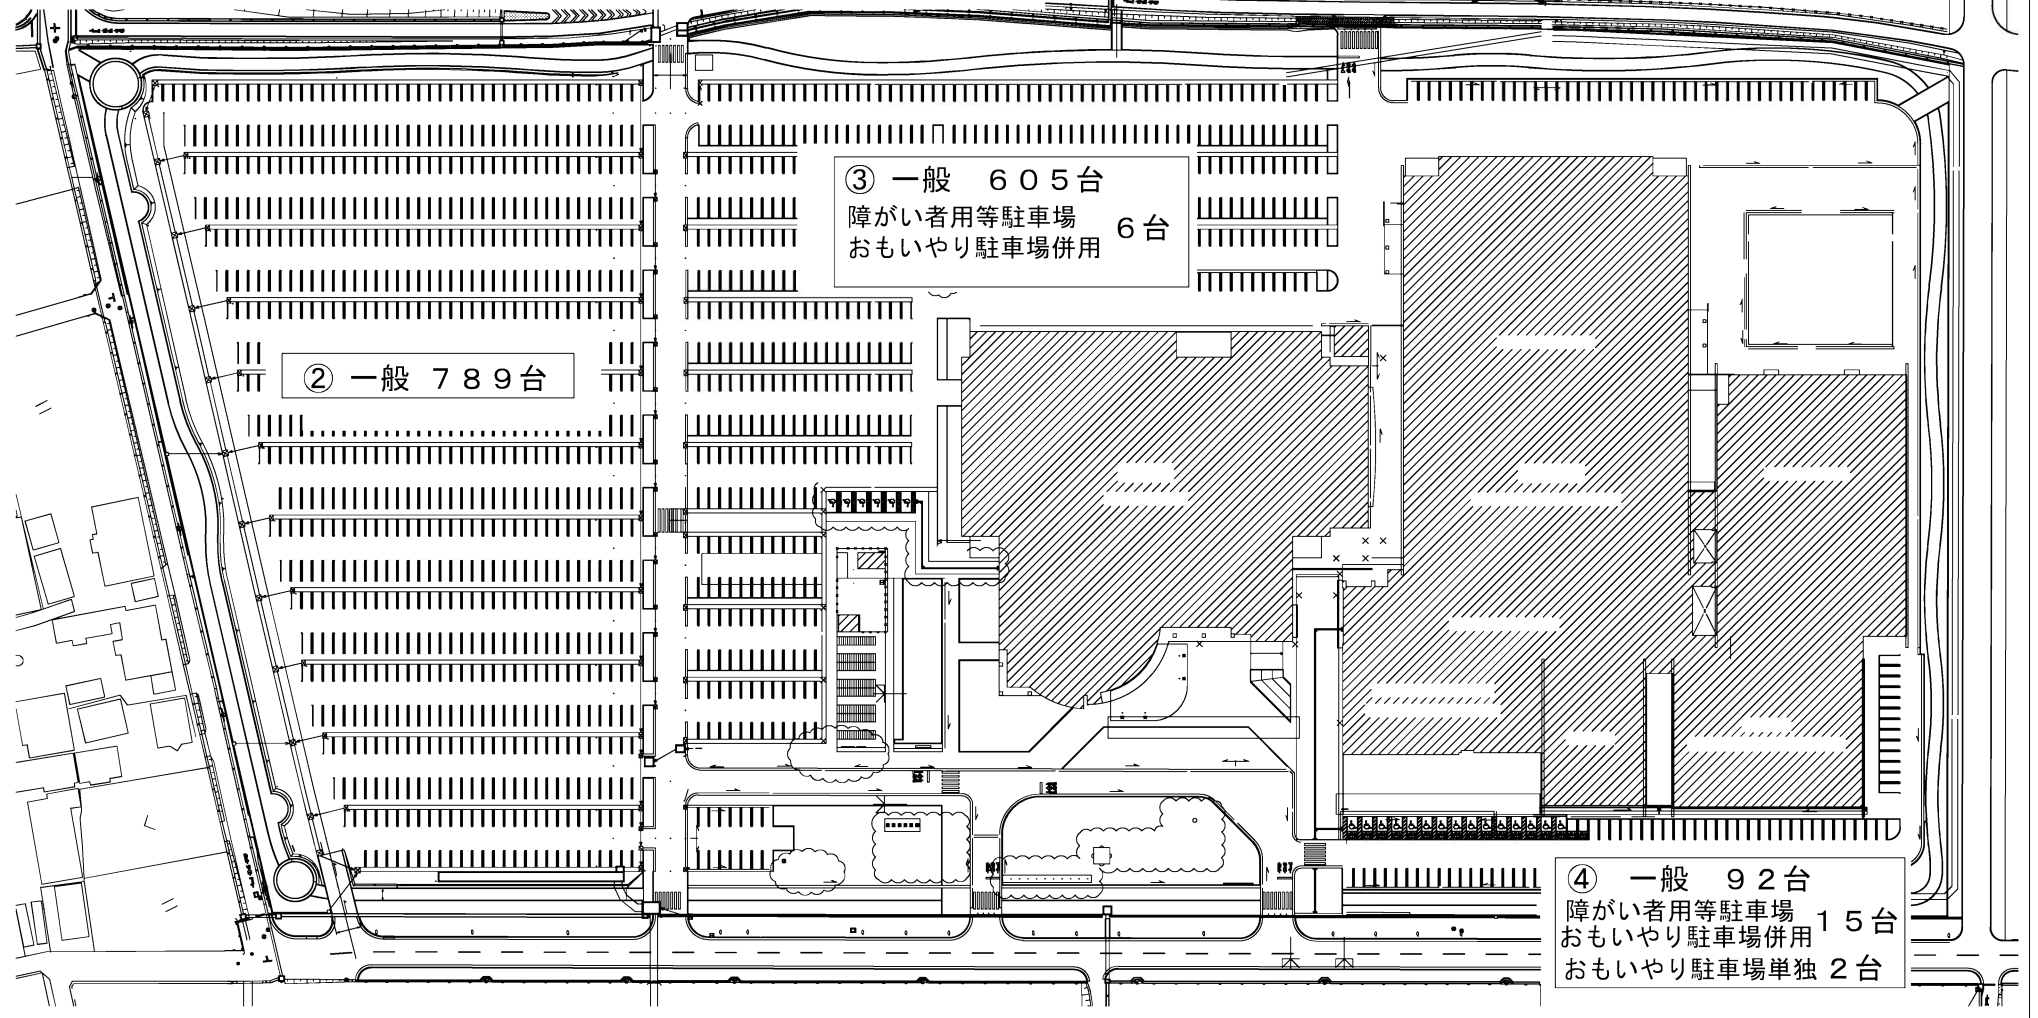 ③ 一般　６０５台
障がい者用等駐車場
おもいやり駐車場併用
６台
② 一般 ７８９台
④　一般　９２台
障がい者用等駐車場
おもいやり駐車場併用
１５台
おもいやり駐車場単独 ２台